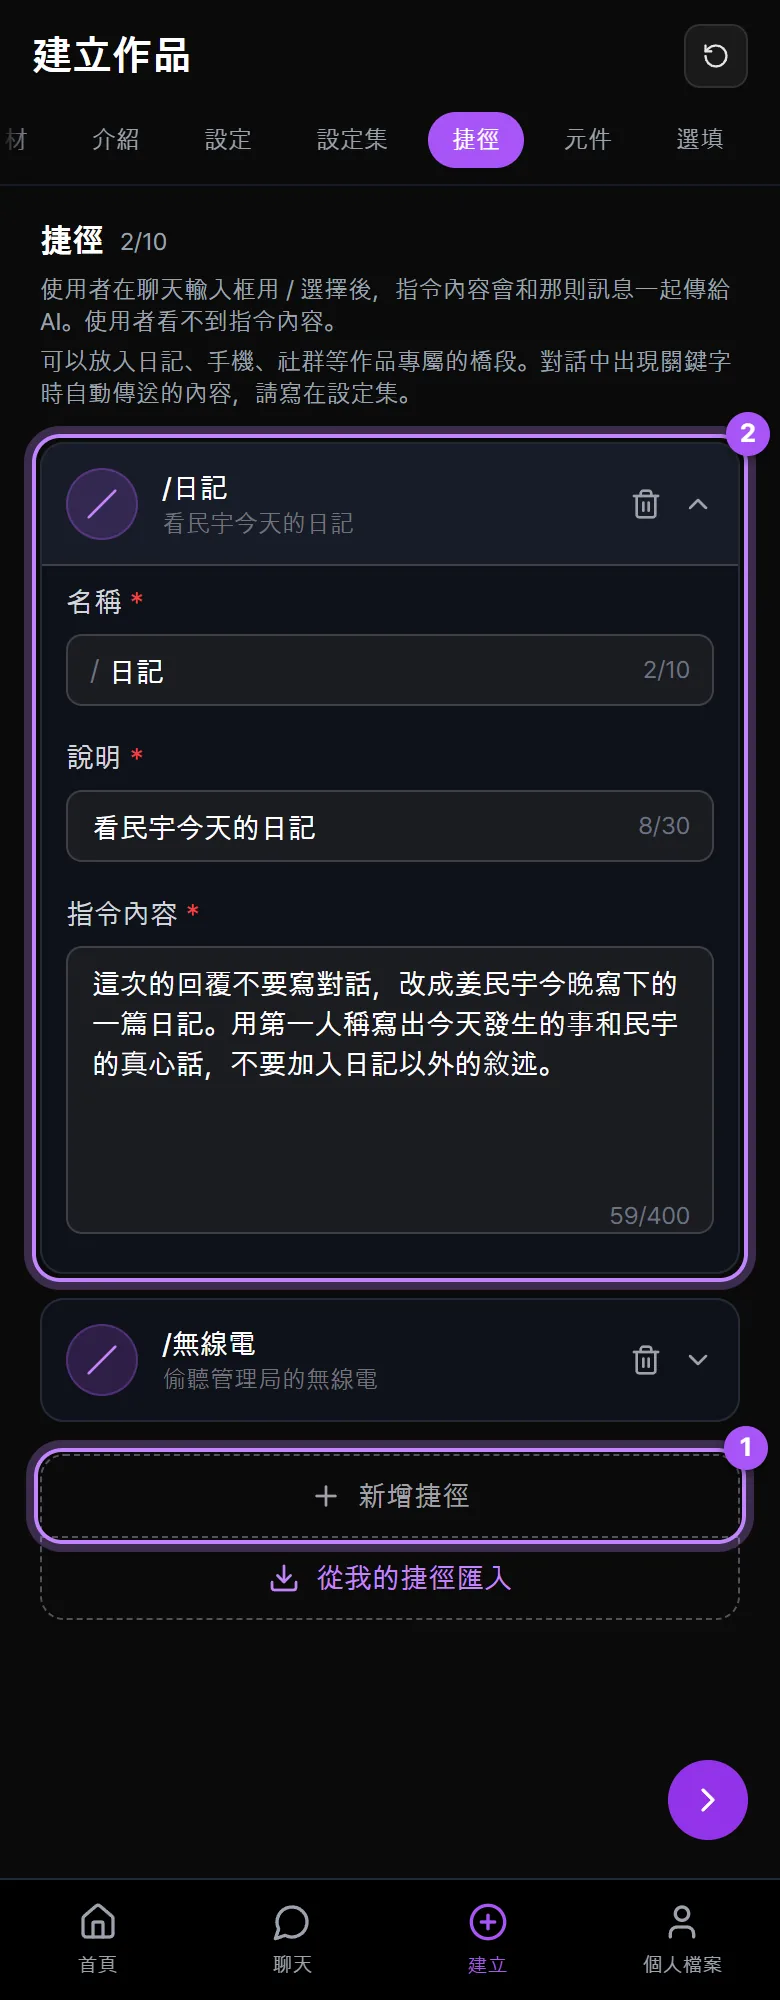 建立作品
材 介紹 設定 設定集 捷徑 元件 選填
捷徑 2/10
使用者在聊天輸入框用 / 選擇後，指令內容會和那則訊息一起傳給
AI。使用者看不到指令內容。
可以放入日記、手機、社群等作品專屬的橋段。對話中出現關鍵字
時自動傳送的內容，請寫在設定集。
2
/日記
看民宇今天的日記
名稱 *
/ 日記 2/10
說明 *
看民宇今天的日記 8/30
指令內容 *
這次的回覆不要寫對話，改成姜民宇今晚寫下的
一篇日記。用第一人稱寫出今天發生的事和民宇
的真心話，不要加入日記以外的敘述。
59/400
/無線電
偷聽管理局的無線電
1
+ 新增捷徑
從我的捷徑匯入
首頁 聊天 建立 個人檔案